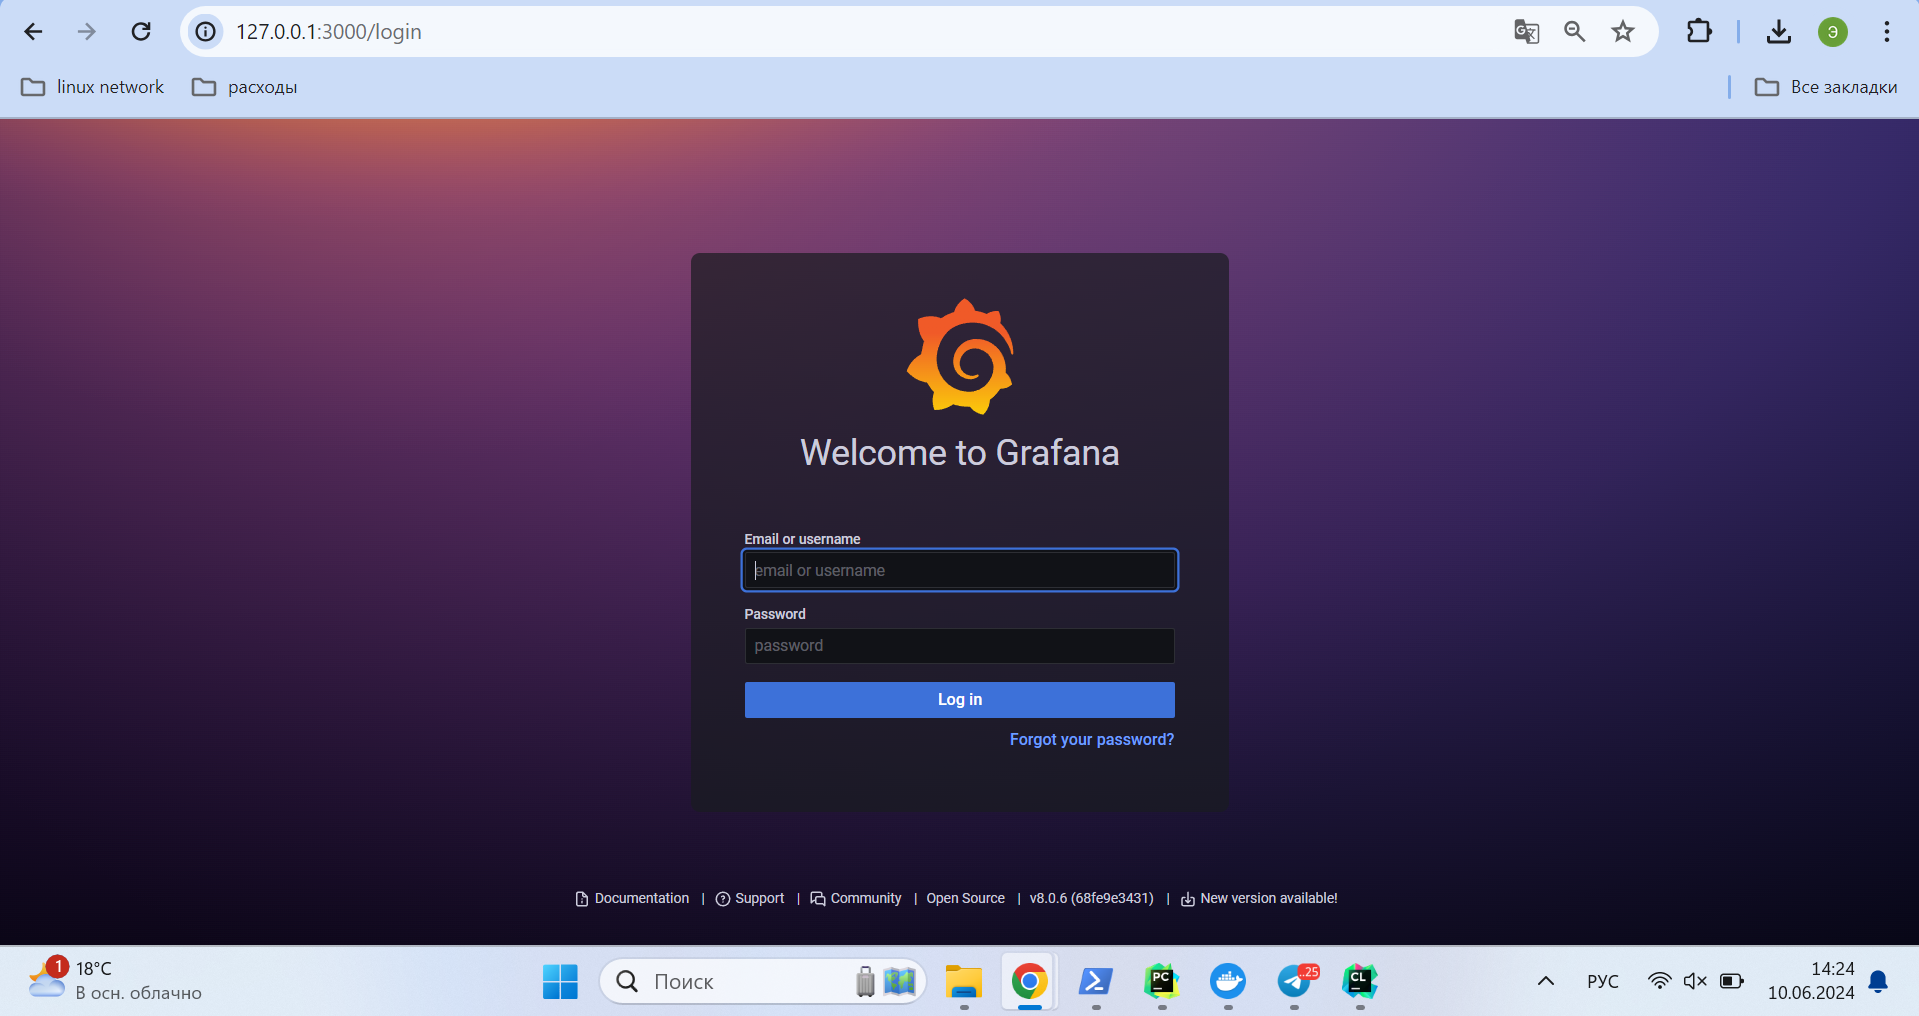 127.0.0.1:3000/login
э
linux network
расходы
Все закладки
Welcome to Grafana
Email or username
email or username
Password
password
Log in
Forgot your password?
Documentation | Support | Community | Open Source | v8.0.6 (68fe9e3431) | New version available!
1
18°C
В осн. облачно
Поиск
PC
..25
CL
РУС
14:24
10.06.2024